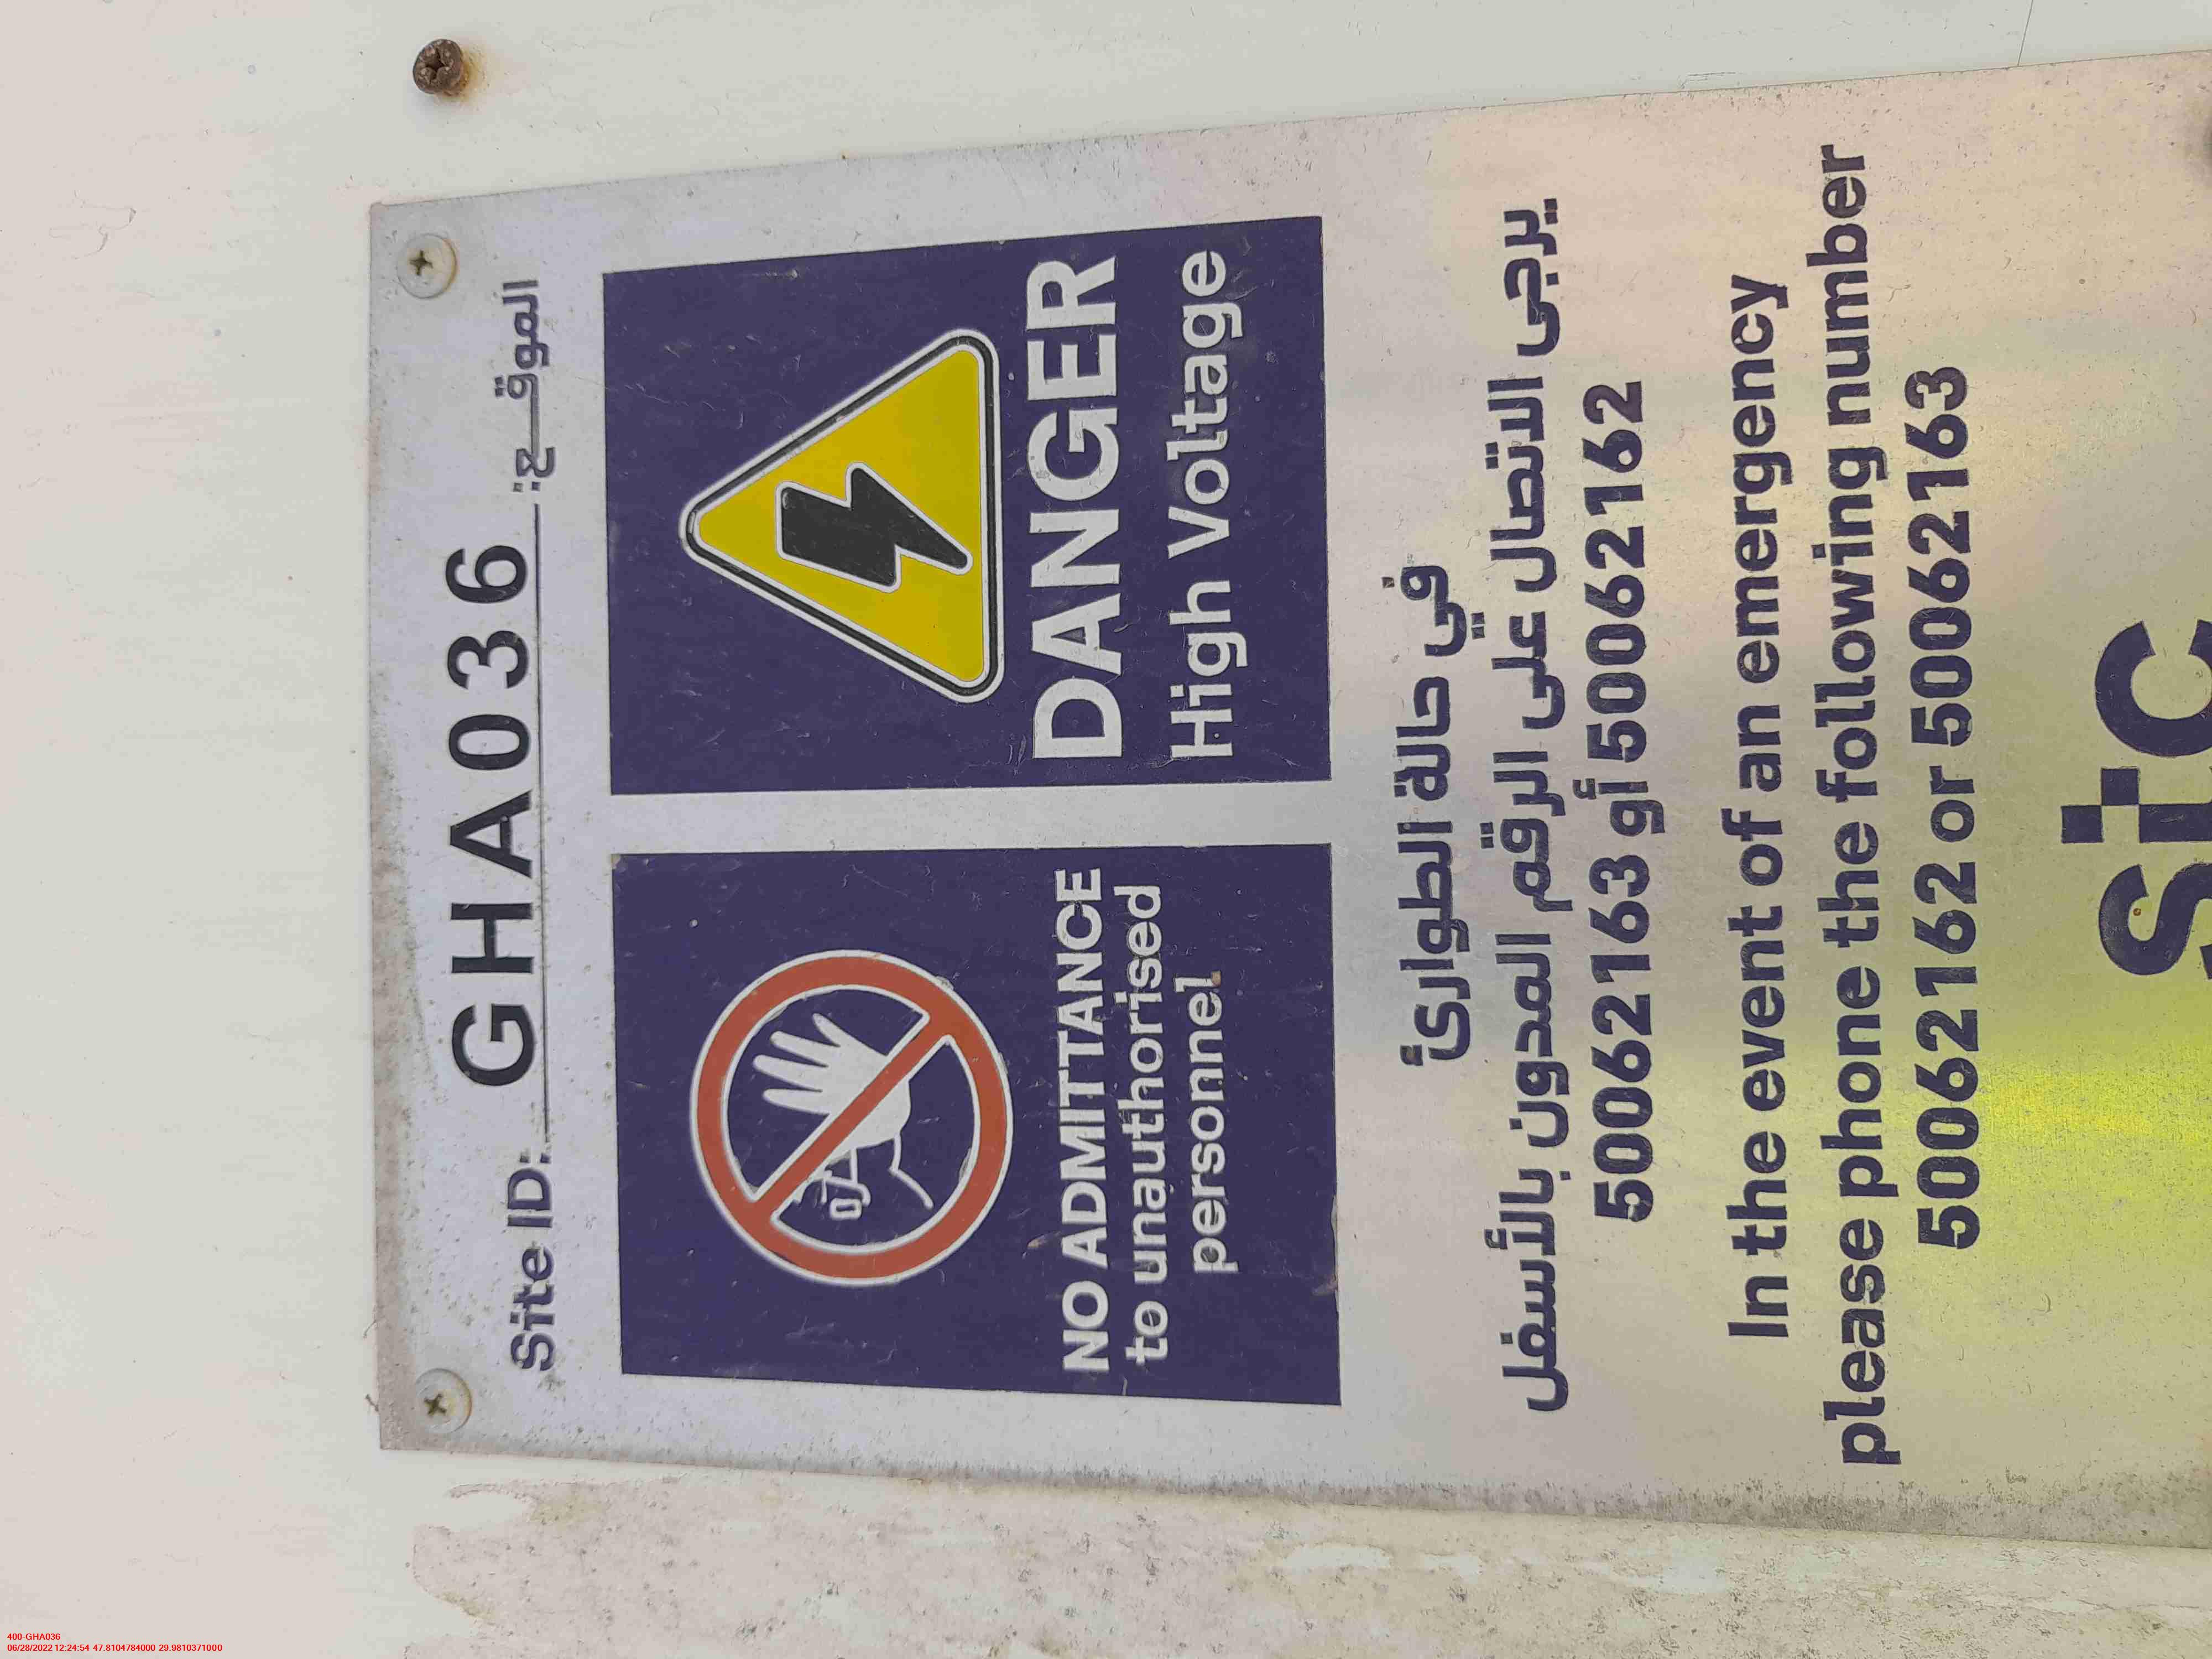 Site ID: GHA036 الموقــع:
NO ADMITTANCE
to unauthorised
personnel
DANGER
High Voltage
في حالة الطوارئ
يرجى الاتصال على الرقم المدون بالأسفل
50062163 أو 50062162
In the event of an emergency
please phone the following number
50062162 or 50062163
stc
400-GHA036
06/28/2022 12:24:54 47.8104784000 29.9810371000